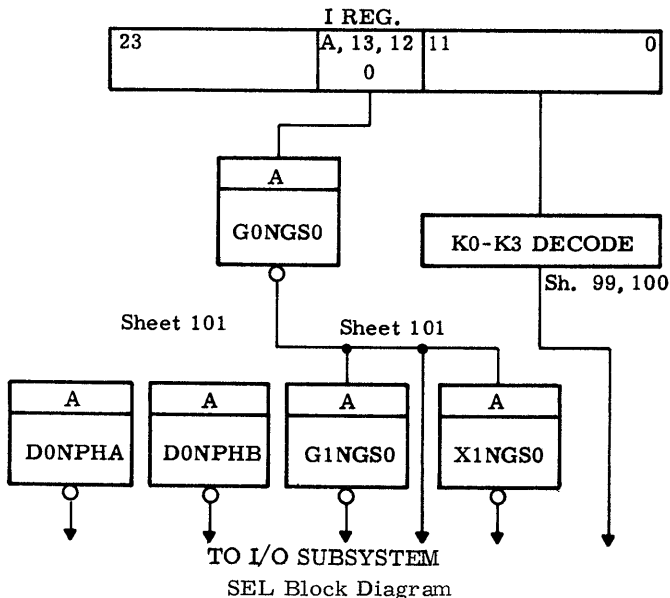 I REG.
23 A, 13, 12 11 0
0
A
G0NGS0
K0-K3 DECODE
Sh. 99, 100
Sheet 101 Sheet 101
A A A A
D0NPHA D0NPHB G1NGS0 X1NGS0
TO I/O SUBSYSTEM
SEL Block Diagram